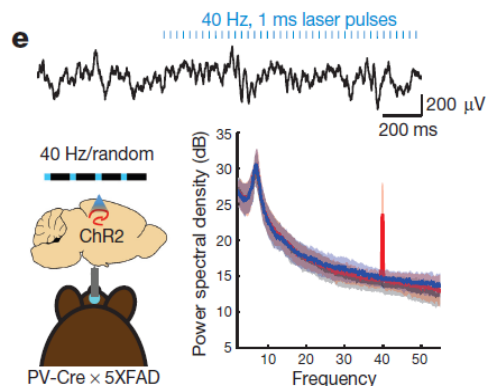 e
40 Hz, 1 ms laser pulses
200 µV
200 ms
40 Hz/random
ChR2
PV-Cre × 5XFAD
Power spectral density (dB)
35
30
25
20
15
10
5
10 20 30 40 50
Frequency